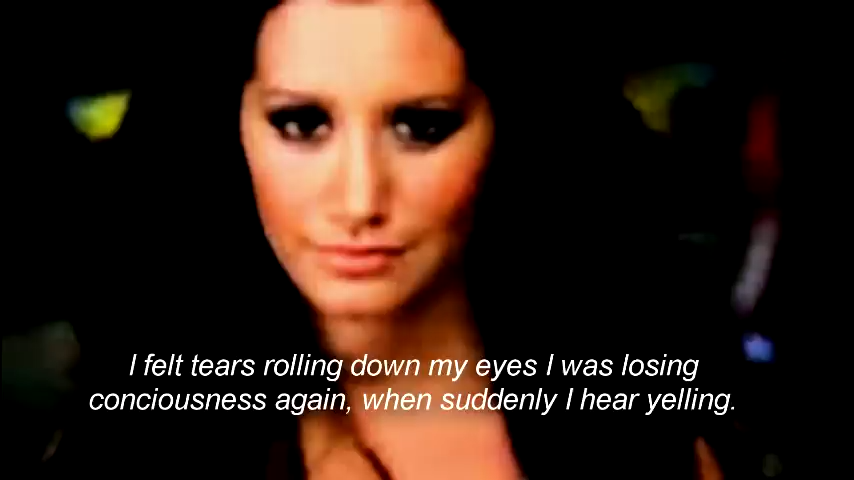 I felt tears rolling down my eyes I was losing
conciousness again, when suddenly I hear yelling.